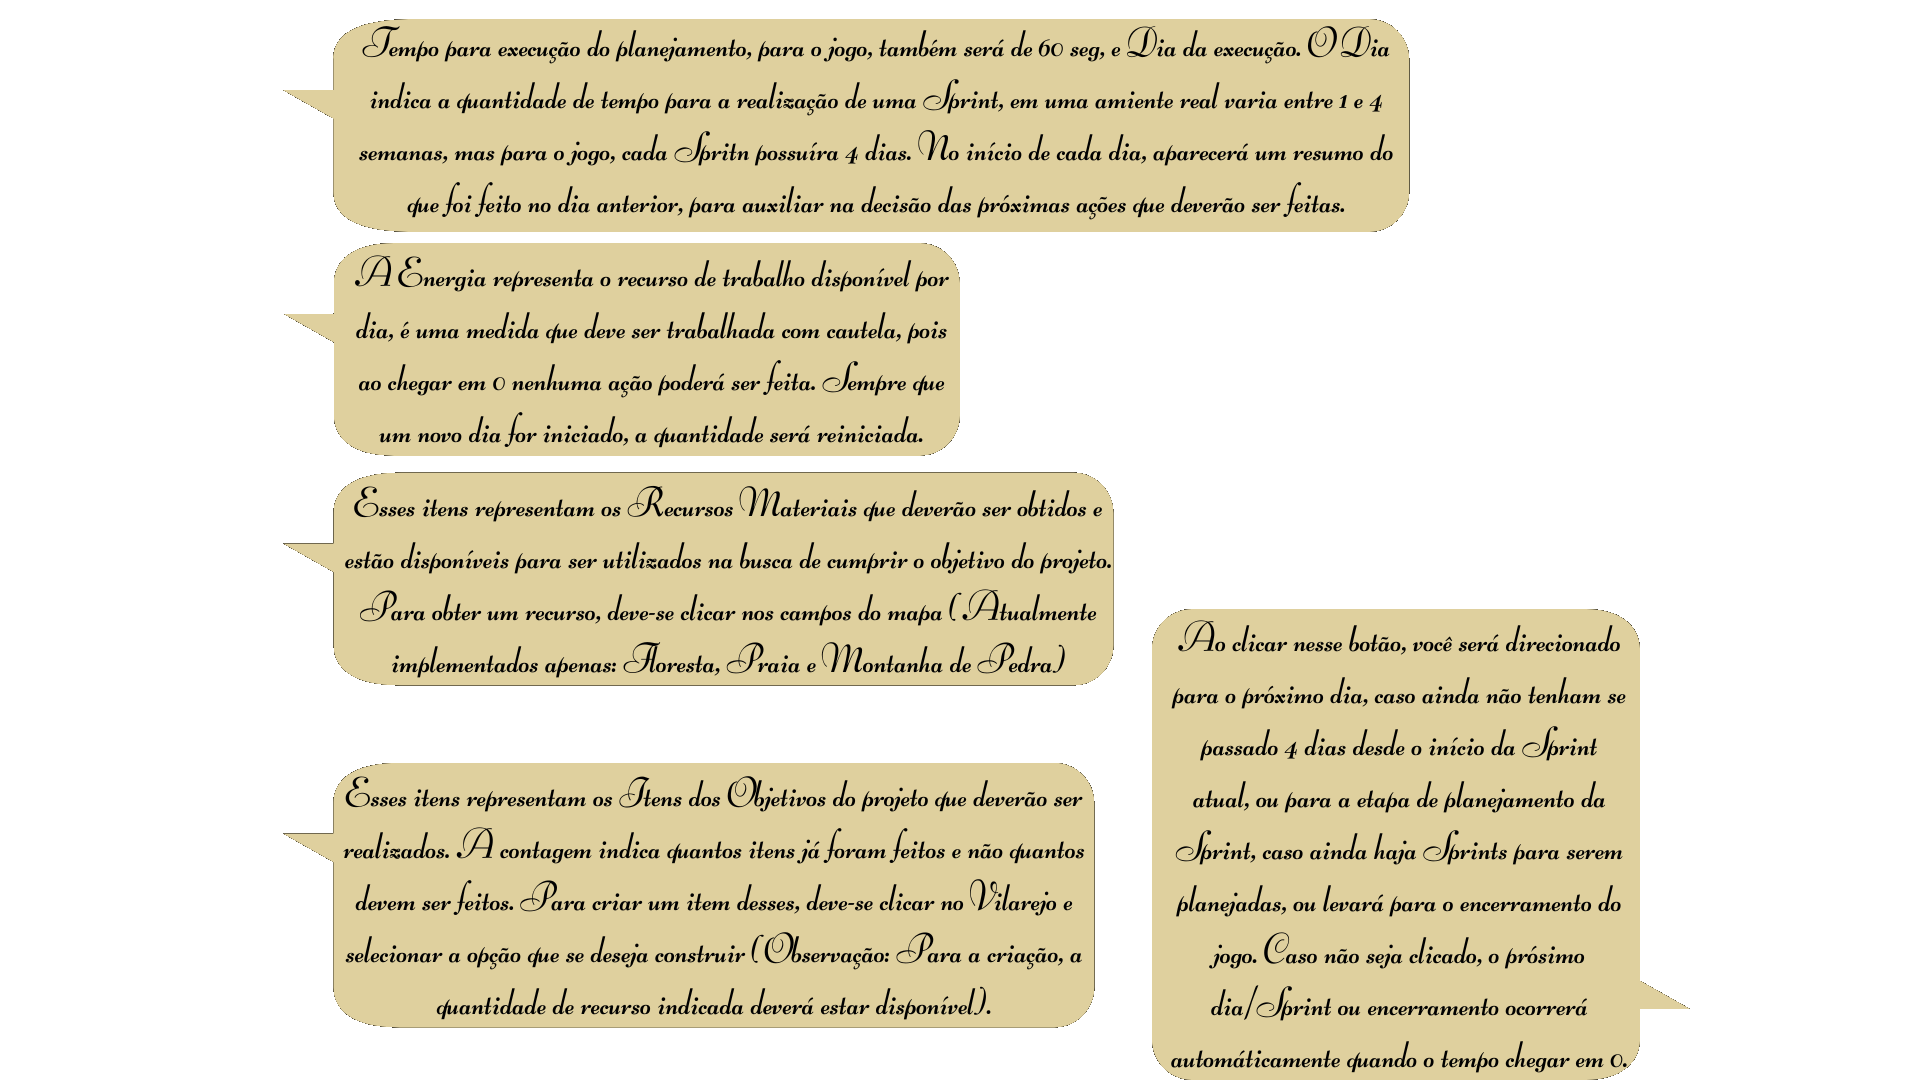 Tempo para execução do planejamento, para o jogo, também será de 60 seg, e Dia da execução. O Dia
indica a quantidade de tempo para a realização de uma Sprint, em uma amiente real varia entre 1 e 4
semanas, mas para o jogo, cada Spritn possuíra 4 dias. No início de cada dia, aparecerá um resumo do
que foi feito no dia anterior, para auxiliar na decisão das próximas ações que deverão ser feitas.
A Energia representa o recurso de trabalho disponível por
dia, é uma medida que deve ser trabalhada com cautela, pois
ao chegar em 0 nenhuma ação poderá ser feita. Sempre que
um novo dia for iniciado, a quantidade será reiniciada.
Esses itens representam os Recursos Materiais que deverão ser obtidos e
estão disponíveis para ser utilizados na busca de cumprir o objetivo do projeto.
Para obter um recurso, deve-se clicar nos campos do mapa (Atualmente
implementados apenas: Floresta, Praia e Montanha de Pedra)
Esses itens representam os Itens dos Objetivos do projeto que deverão ser
realizados. A contagem indica quantos itens já foram feitos e não quantos
devem ser feitos. Para criar um item desses, deve-se clicar no Vilarejo e
selecionar a opção que se deseja construir (Observação: Para a criação, a
quantidade de recurso indicada deverá estar disponível).
Ao clicar nesse botão, você será direcionado
para o próximo dia, caso ainda não tenham se
passado 4 dias desde o início da Sprint
atual, ou para a etapa de planejamento da
Sprint, caso ainda haja Sprints para serem
planejadas, ou levará para o encerramento do
jogo. Caso não seja clicado, o prósimo
dia/Sprint ou encerramento ocorrerá
automáticamente quando o tempo chegar em 0.